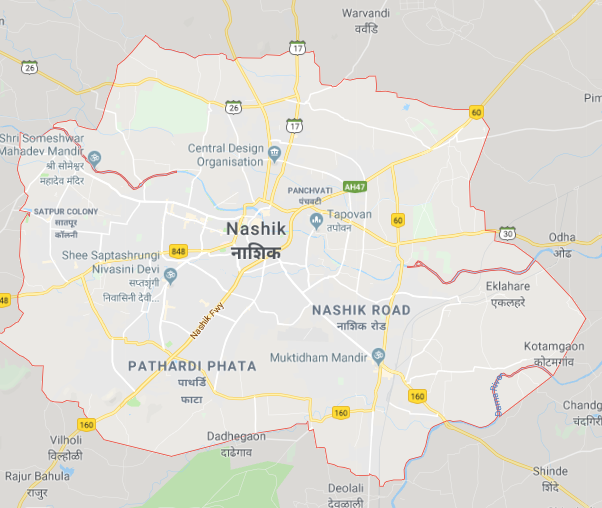 Warvandi
वर्वंडि
17
26
26
60
Pim
17
Shri Someshwar
Mahadev Mandir
श्री सोमेश्वर
महादेव मंदिर
Central Design
Organisation
PANCHVATI
पंचवटी
AH47
SATPUR COLONY
सातपूर
कॉलनी
Tapovan
तपोवन
60
Nashik
नाशिक
30
Odha
ओढ
848
Shee Saptashrungi
Nivasini Devi
सप्तशृंगी
निवासिनी देवी...
48
Eklahare
एकलहरे
Nashik Fwy
NASHIK ROAD
नाशिक रोड
Kotamgaon
कोटमगाव
Muktidham Mandir
PATHARDI PHATA
पाथर्डि
फाटा
160
160
160
Chandg
चंदगिरी
Vilholi
विल्होळी
Dadhegaon
दाढेगाव
Rajur Bahula
राजुर
Shinde
शिंदे
Deolali
देवळाली